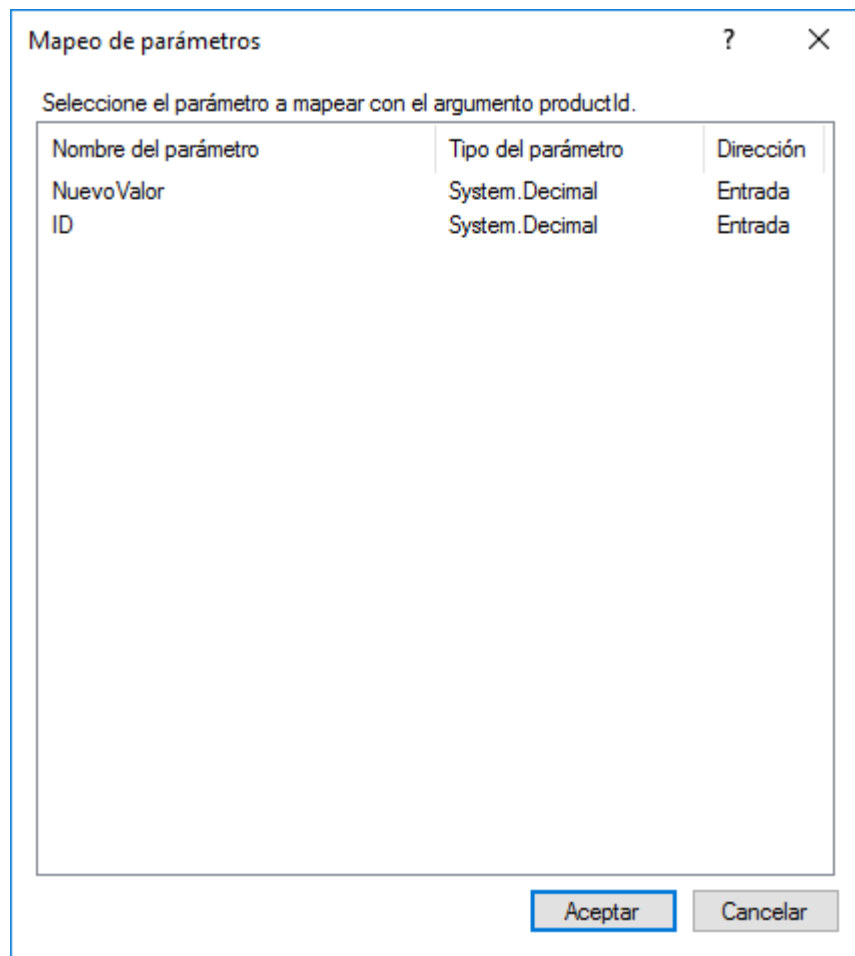 Mapeo de parámetros ?
Seleccione el parámetro a mapear con el argumento productId.
Nombre del parámetro Tipo del parámetro Dirección
NuevoValor System.Decimal Entrada
ID System.Decimal Entrada
Aceptar Cancelar